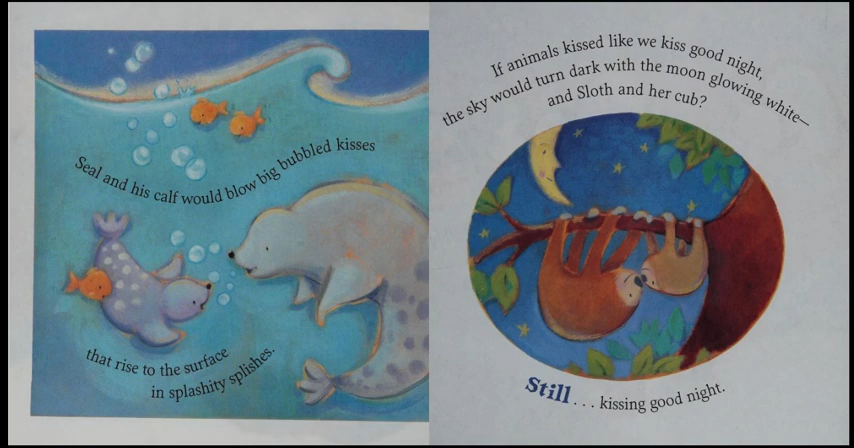 Seal and his calf would blow big bubbled kisses
that rise to the surface
in splashity splishes.
If animals kissed like we kiss good night,
the sky would turn dark with the moon glowing white—
and Sloth and her cub?
Still . . . kissing good night.